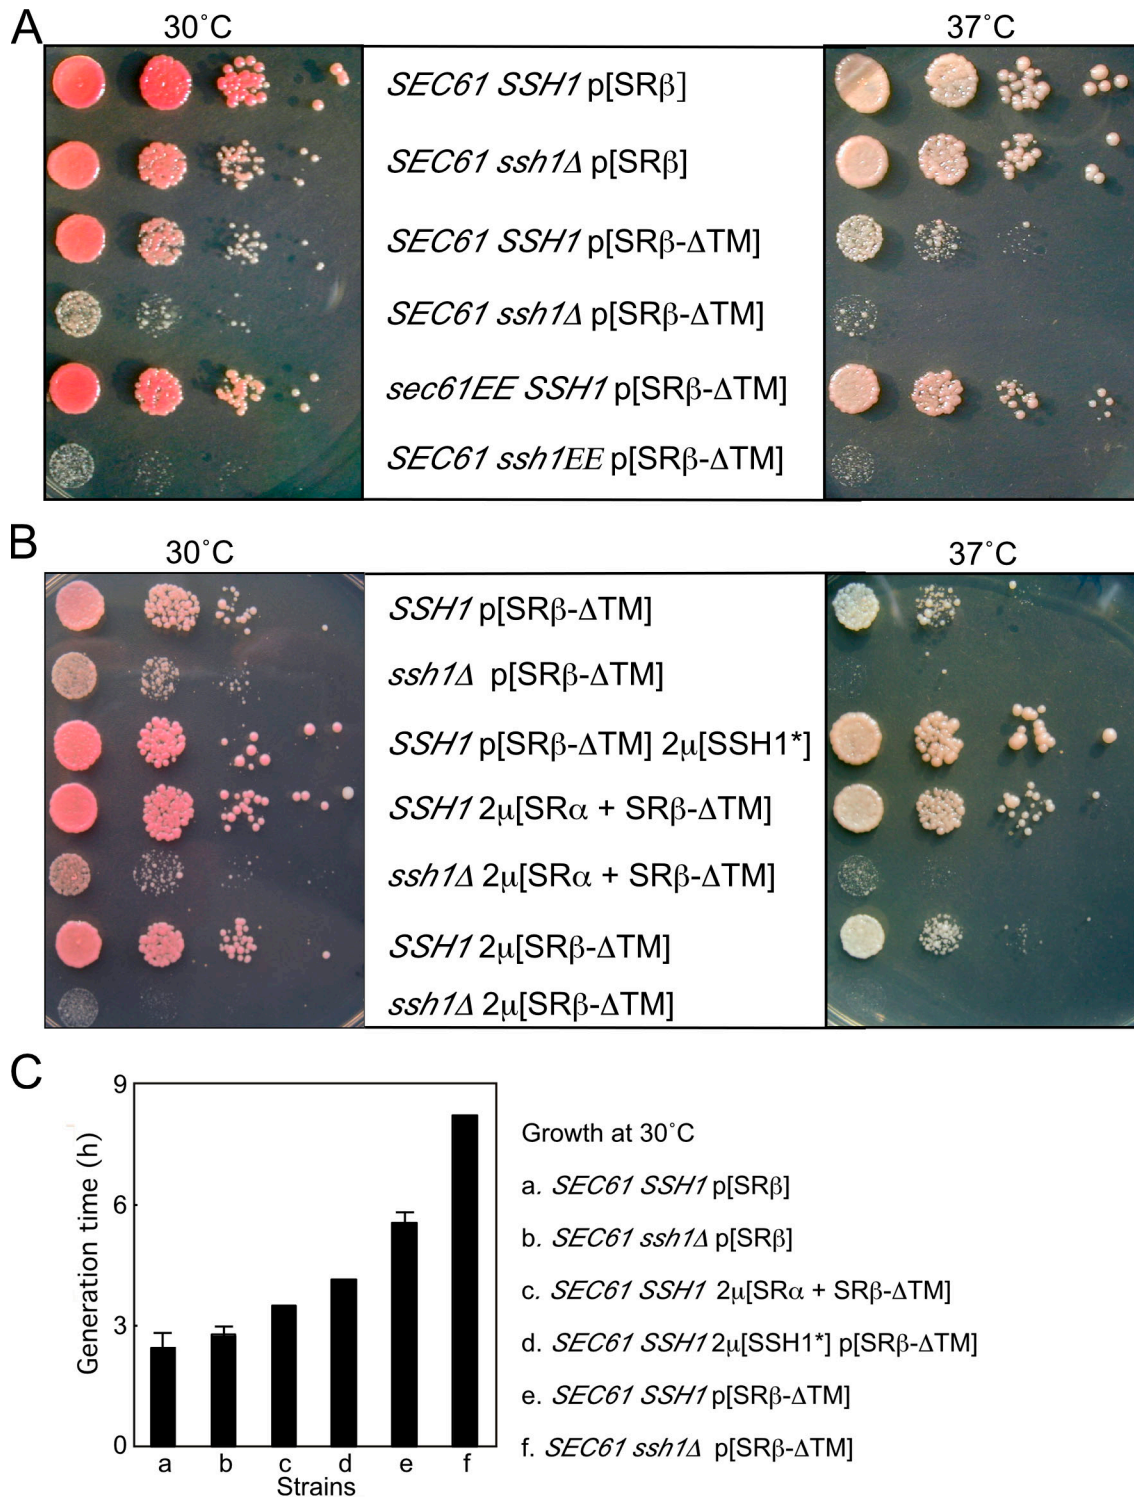 A
30˚C
37˚C
SEC61 SSH1 p[SRβ]
SEC61 ssh1Δ p[SRβ]
SEC61 SSH1 p[SRβ-ΔTM]
SEC61 ssh1Δ p[SRβ-ΔTM]
sec61EE SSH1 p[SRβ-ΔTM]
SEC61 ssh1EE p[SRβ-ΔTM]
B
30˚C
37˚C
SSH1 p[SRβ-ΔTM]
ssh1Δ p[SRβ-ΔTM]
SSH1 p[SRβ-ΔTM] 2μ[SSH1*]
SSH1 2μ[SRα + SRβ-ΔTM]
ssh1Δ 2μ[SRα + SRβ-ΔTM]
SSH1 2μ[SRβ-ΔTM]
ssh1Δ 2μ[SRβ-ΔTM]
C
9
6
3
0
Generation time (h)
a b c d e f
Strains
Growth at 30˚C
a. SEC61 SSH1 p[SRβ]
b. SEC61 ssh1Δ p[SRβ]
c. SEC61 SSH1 2μ[SRα + SRβ-ΔTM]
d. SEC61 SSH1 2μ[SSH1*] p[SRβ-ΔTM]
e. SEC61 SSH1 p[SRβ-ΔTM]
f. SEC61 ssh1Δ p[SRβ-ΔTM]